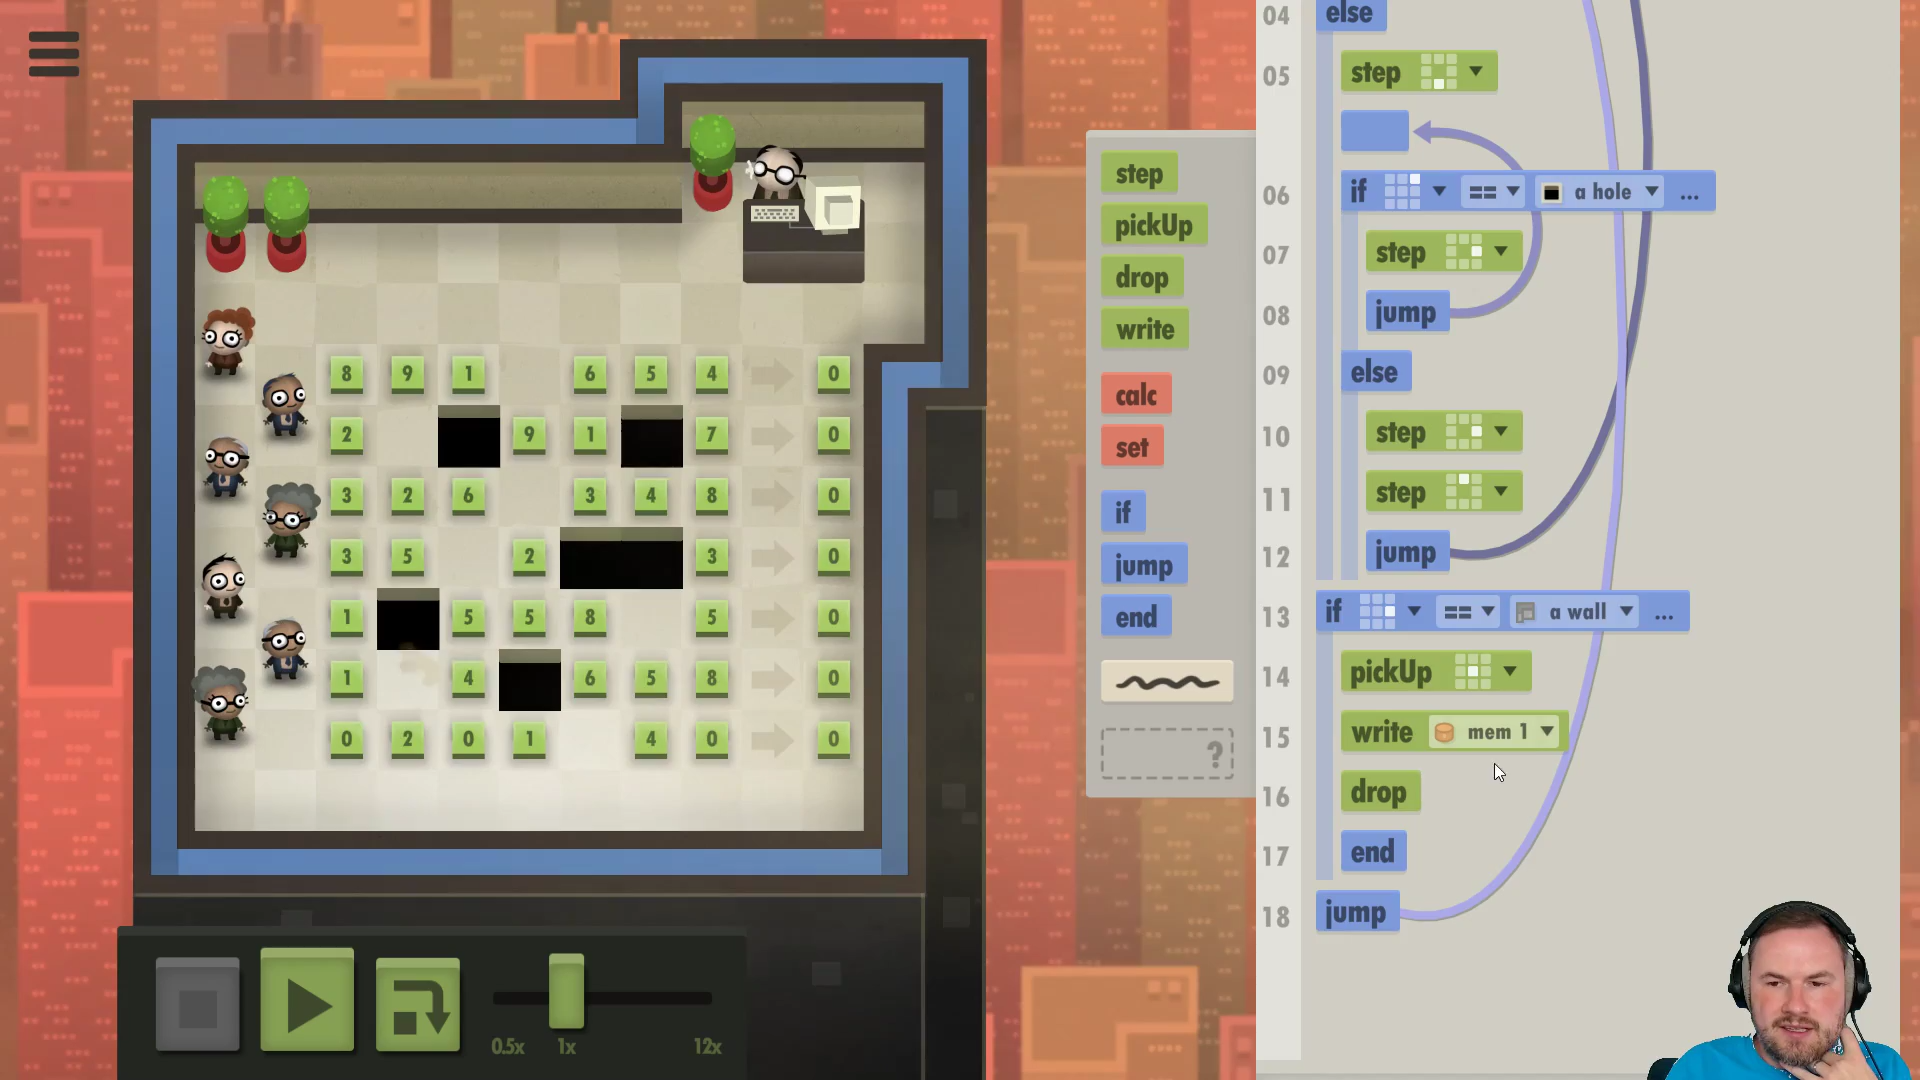 04 else
05 step
06 if == a hole ...
07 step
08 jump
09 else
10 step
11 step
12 jump
13 if == a wall ...
14 pickUp
15 write mem 1
16 drop
17 end
18 jump
step
pickUp
drop
write
calc
set
if
jump
end
?
8 9 1 6 5 4 0
2 9 1 7 0
3 2 6 3 4 8 0
3 5 2 3 0
1 5 5 8 5 0
1 4 6 5 8 0
0 2 0 1 4 0 0
0.5x 1x 12x